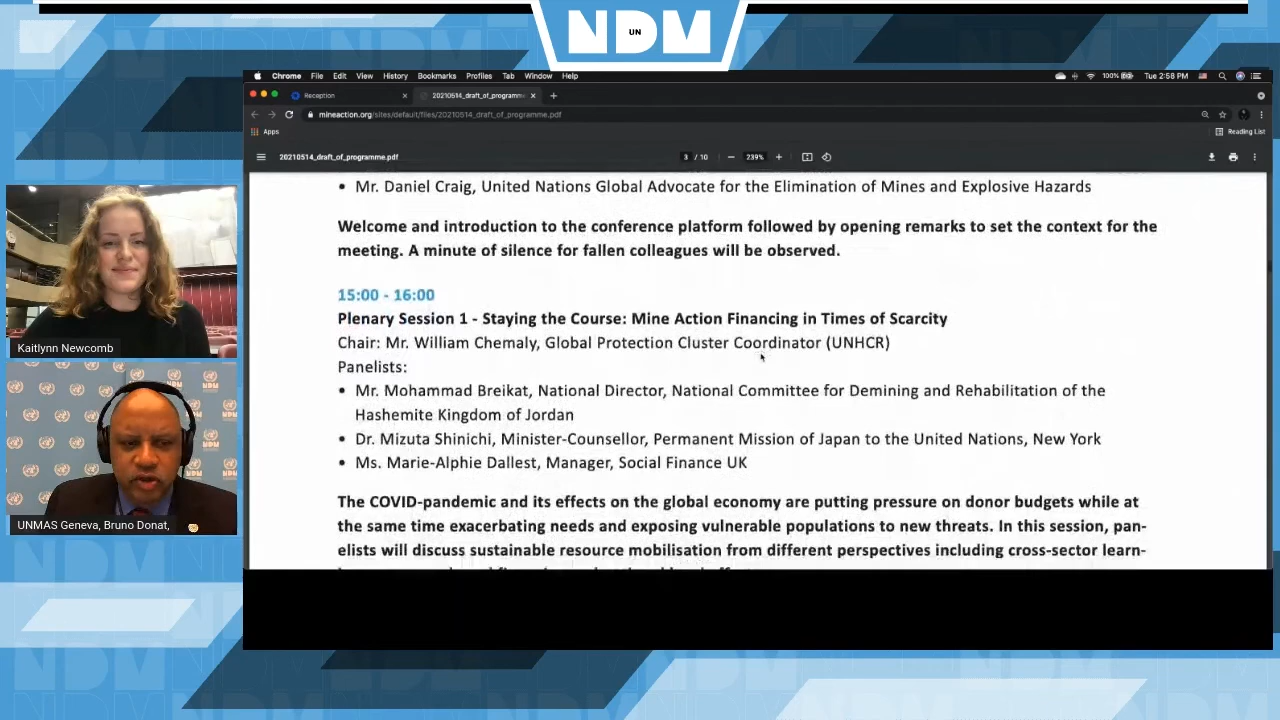 UN
NDM
Chrome File Edit View History Bookmarks Profiles Tab Window Help 100% Tue 2:58 PM
Reception 20210514_draft_of_programm
mineaction.org/sites/default/files/20210514_draft_of_programme.pdf
Apps Reading List
20210514_draft_of_programme.pdf 3 / 10 239%
• Mr. Daniel Craig, United Nations Global Advocate for the Elimination of Mines and Explosive Hazards
Welcome and introduction to the conference platform followed by opening remarks to set the context for the
meeting. A minute of silence for fallen colleagues will be observed.
15:00 - 16:00
Plenary Session 1 - Staying the Course: Mine Action Financing in Times of Scarcity
Chair: Mr. William Chemaly, Global Protection Cluster Coordinator (UNHCR)
Panelists:
• Mr. Mohammad Breikat, National Director, National Committee for Demining and Rehabilitation of the
Hashemite Kingdom of Jordan
• Dr. Mizuta Shinichi, Minister-Counsellor, Permanent Mission of Japan to the United Nations, New York
• Ms. Marie-Alphie Dallest, Manager, Social Finance UK
The COVID-pandemic and its effects on the global economy are putting pressure on donor budgets while at
the same time exacerbating needs and exposing vulnerable populations to new threats. In this session, pan-
elists will discuss sustainable resource mobilisation from different perspectives including cross-sector learn-
Kaitlynn Newcomb
UNMAS Geneva, Bruno Donat,